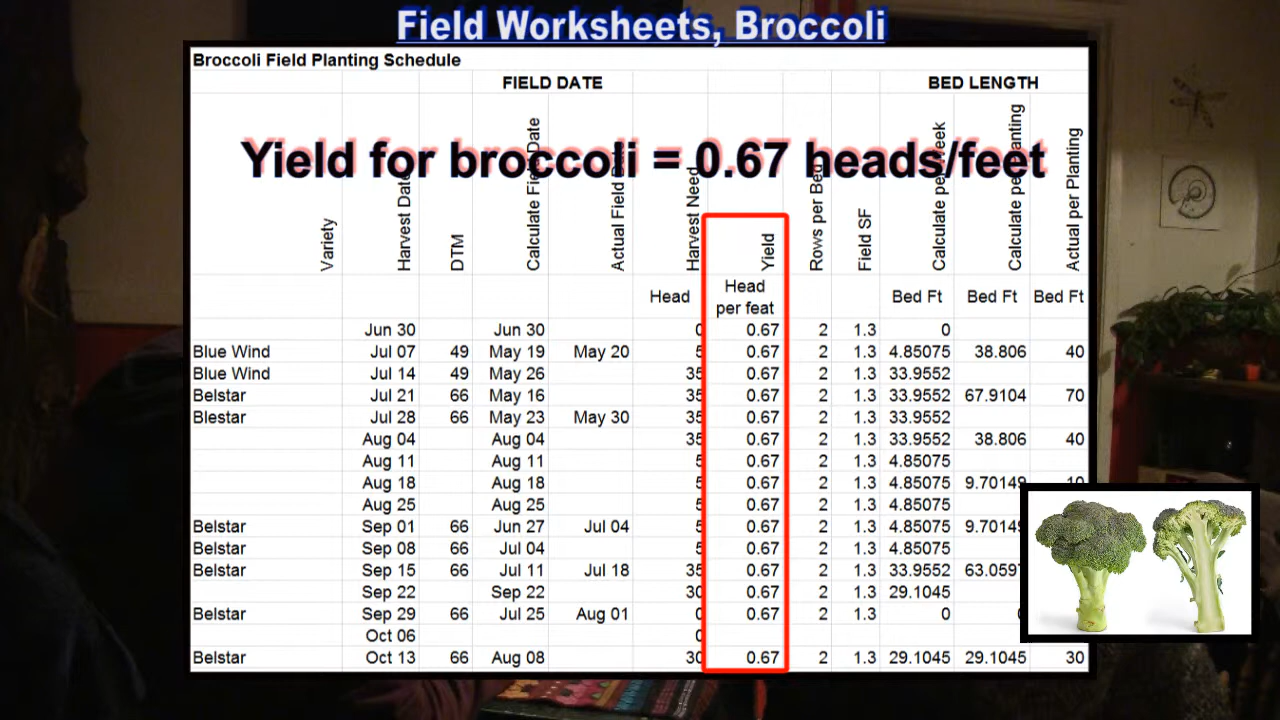 Field Worksheets, Broccoli
Broccoli Field Planting Schedule
FIELD DATE BED LENGTH
Yield for broccoli = 0.67 heads/feet
Variety Harvest Date DTM Calculate Field Date Actual Field Harvest Need Yield Rows per Bed Field SF Calculate per Week Calculate per Planting Actual per Planting
Head Head per feat Bed Ft Bed Ft Bed Ft
Jun 30 Jun 30 0 0.67 2 1.3 0
Blue Wind Jul 07 49 May 19 May 20 5 0.67 2 1.3 4.85075 38.806 40
Blue Wind Jul 14 49 May 26 35 0.67 2 1.3 33.9552
Belstar Jul 21 66 May 16 35 0.67 2 1.3 33.9552 67.9104 70
Blestar Jul 28 66 May 23 May 30 35 0.67 2 1.3 33.9552
Aug 04 Aug 04 35 0.67 2 1.3 33.9552 38.806 40
Aug 11 Aug 11 5 0.67 2 1.3 4.85075
Aug 18 Aug 18 5 0.67 2 1.3 4.85075 9.70149
Aug 25 Aug 25 5 0.67 2 1.3 4.85075
Belstar Sep 01 66 Jun 27 Jul 04 5 0.67 2 1.3 4.85075 9.70149
Belstar Sep 08 66 Jul 04 5 0.67 2 1.3 4.85075
Belstar Sep 15 66 Jul 11 Jul 18 35 0.67 2 1.3 33.9552 63.0597
Sep 22 Sep 22 30 0.67 2 1.3 29.1045
Belstar Sep 29 66 Jul 25 Aug 01 0 0.67 2 1.3 0
Oct 06 0
Belstar Oct 13 66 Aug 08 30 0.67 2 1.3 29.1045 29.1045 30